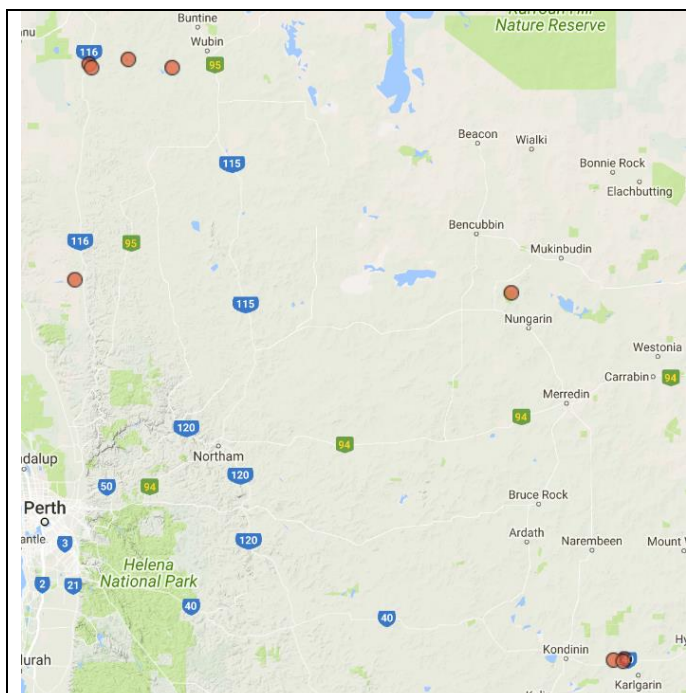 Buntine
Nature Reserve
Wubin
116
95
Beacon
Wialki
115
Bonnie Rock
Elachbutting
Bencubbin
116
95
Mukinbudin
115
Nungarin
Westonia
Carrabin
94
Merredin
94
120
94
Northam
dalup
120
50
94
Bruce Rock
Perth
Ardath
Narembeen
Mount
120
3
Helena
National Park
2
21
40
40
Kondinin
Karlgarin